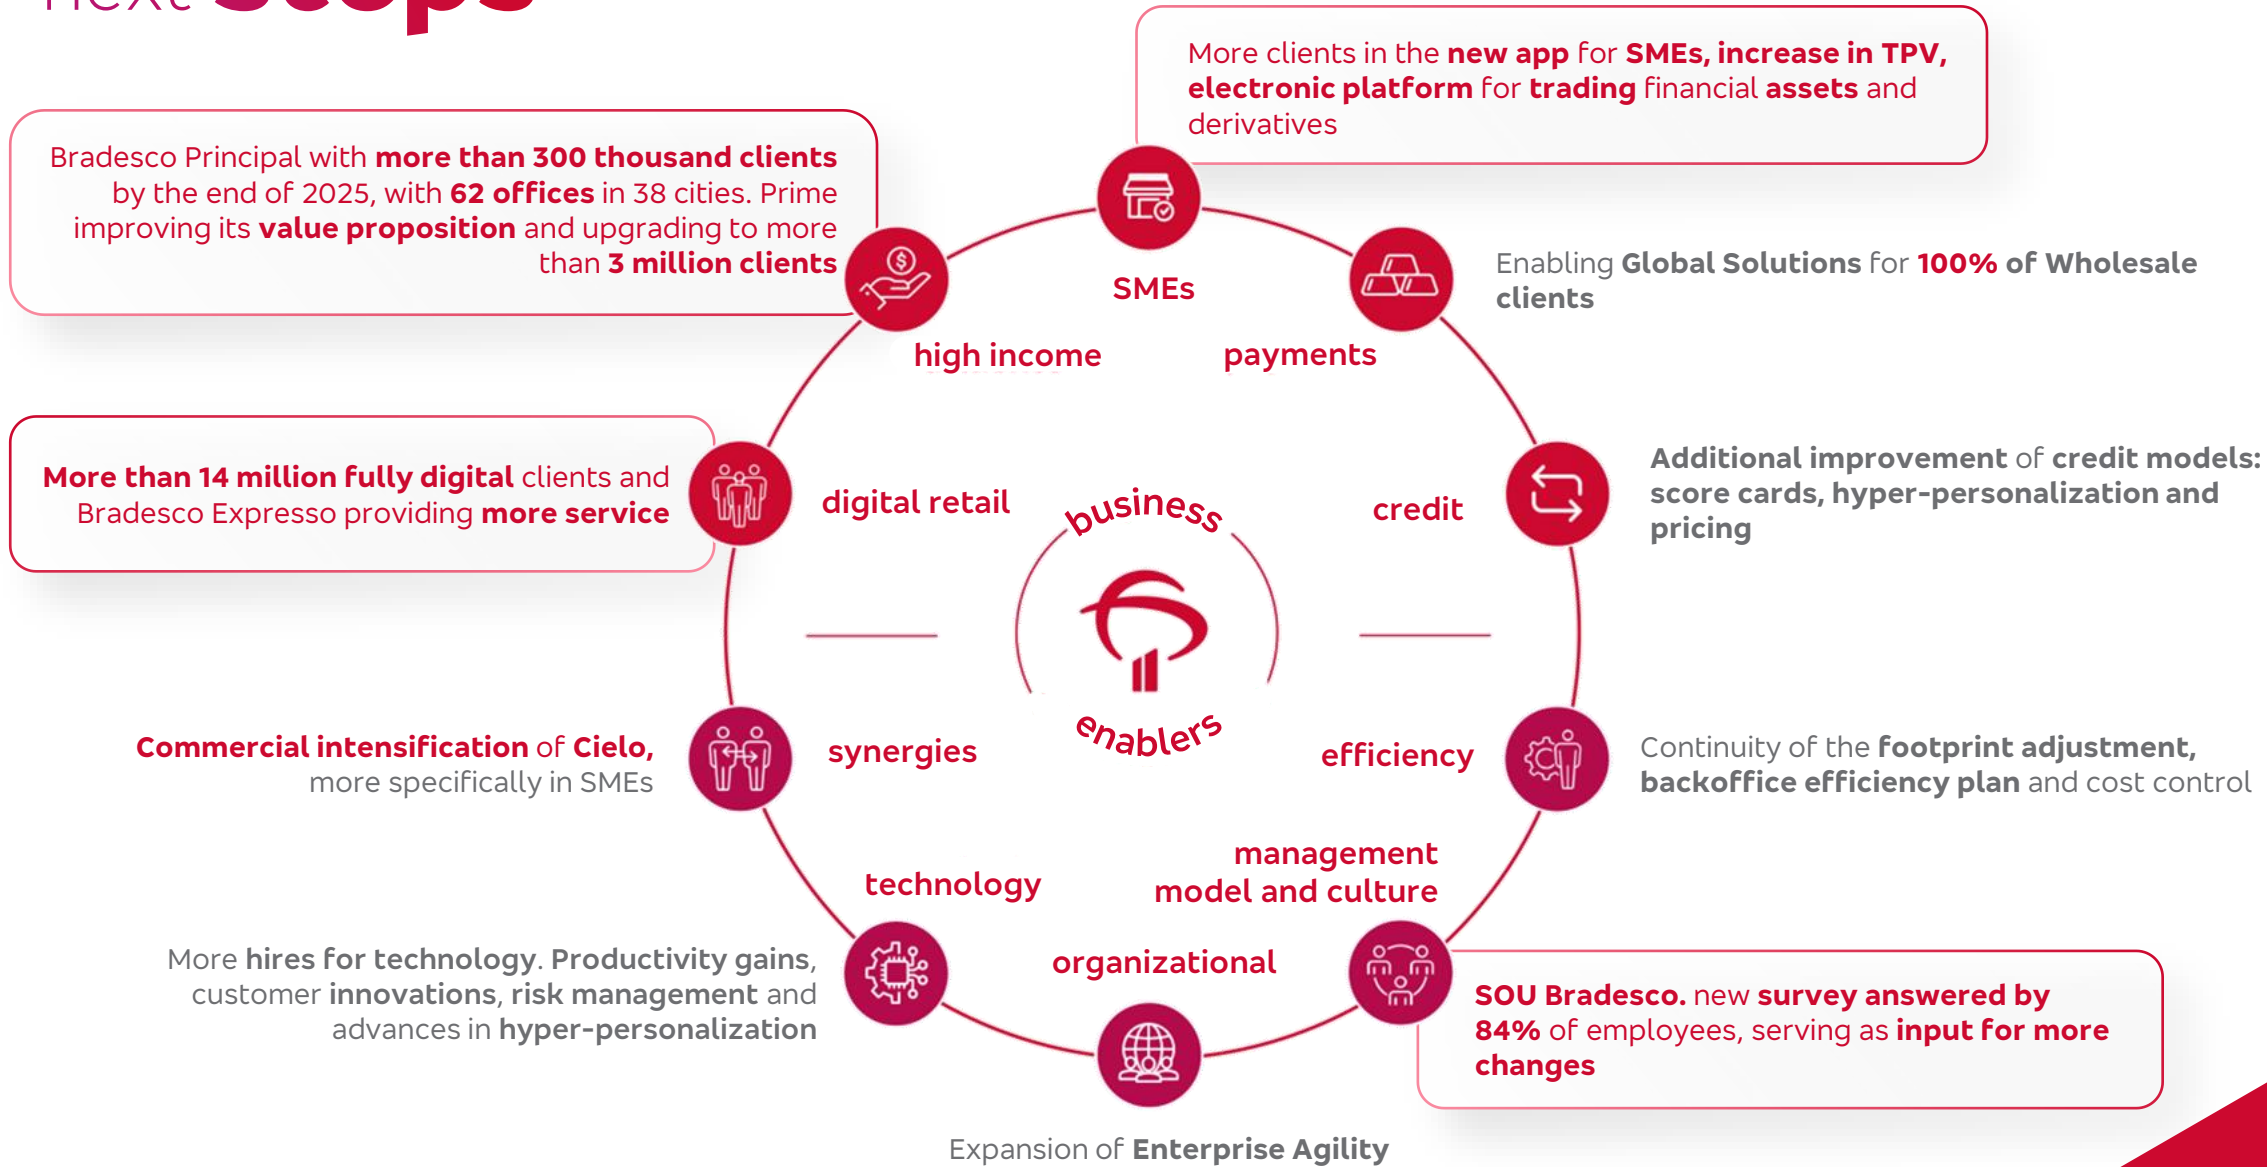 next steps
More clients in the new app for SMEs, increase in TPV,
electronic platform for trading financial assets and
derivatives
Bradesco Principal with more than 300 thousand clients
by the end of 2025, with 62 offices in 38 cities. Prime
improving its value proposition and upgrading to more
than 3 million clients
Enabling Global Solutions for 100% of Wholesale
clients
SMEs
high income
payments
More than 14 million fully digital clients and
Bradesco Expresso providing more service
digital retail
business
credit
Additional improvement of credit models:
score cards, hyper-personalization and
pricing
Commercial intensification of Cielo,
more specifically in SMEs
synergies
enablers
efficiency
Continuity of the footprint adjustment,
backoffice efficiency plan and cost control
technology
management
model and culture
organizational
More hires for technology. Productivity gains,
customer innovations, risk management and
advances in hyper-personalization
SOU Bradesco. new survey answered by
84% of employees, serving as input for more
changes
Expansion of Enterprise Agility